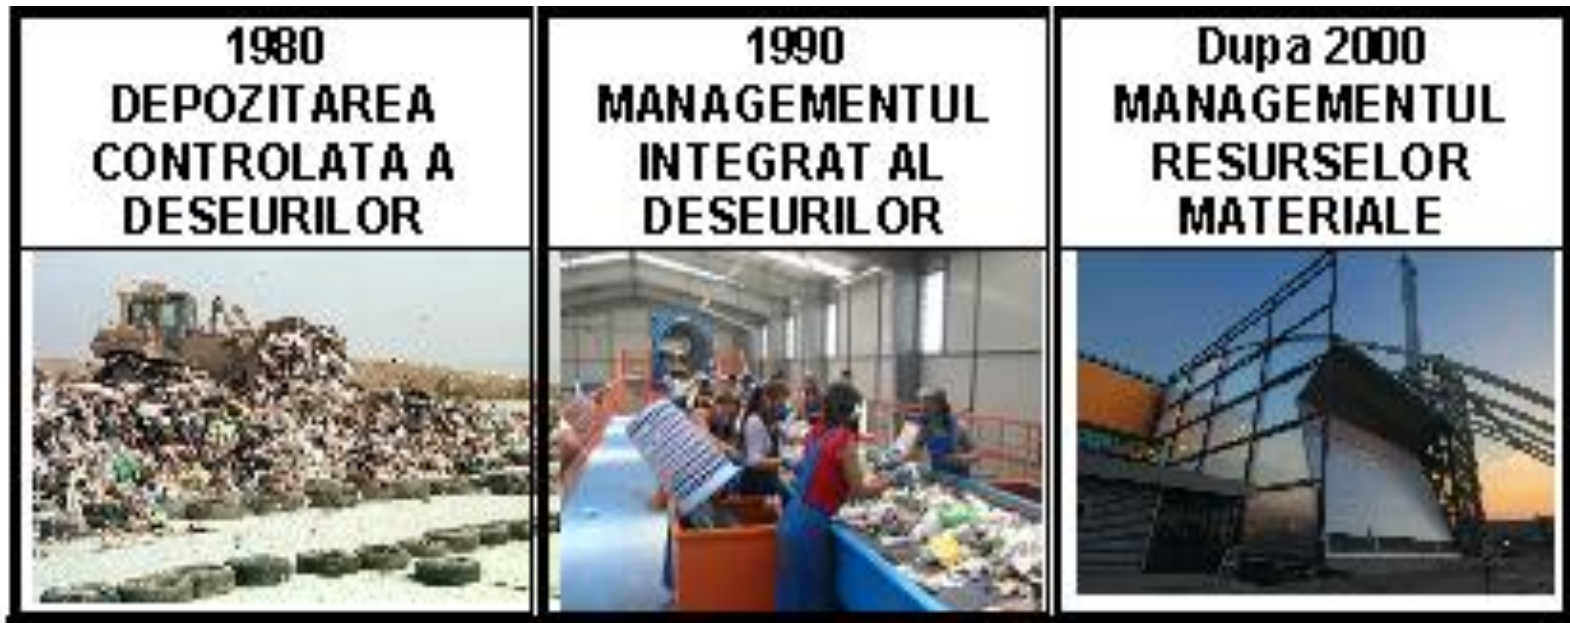 1980
DEPOZITAREA
CONTROLATA A
DESEURILOR
1990
MANAGEMENTUL
INTEGRAT AL
DESEURILOR
Dupa 2000
MANAGEMENTUL
RESURSELOR
MATERIALE